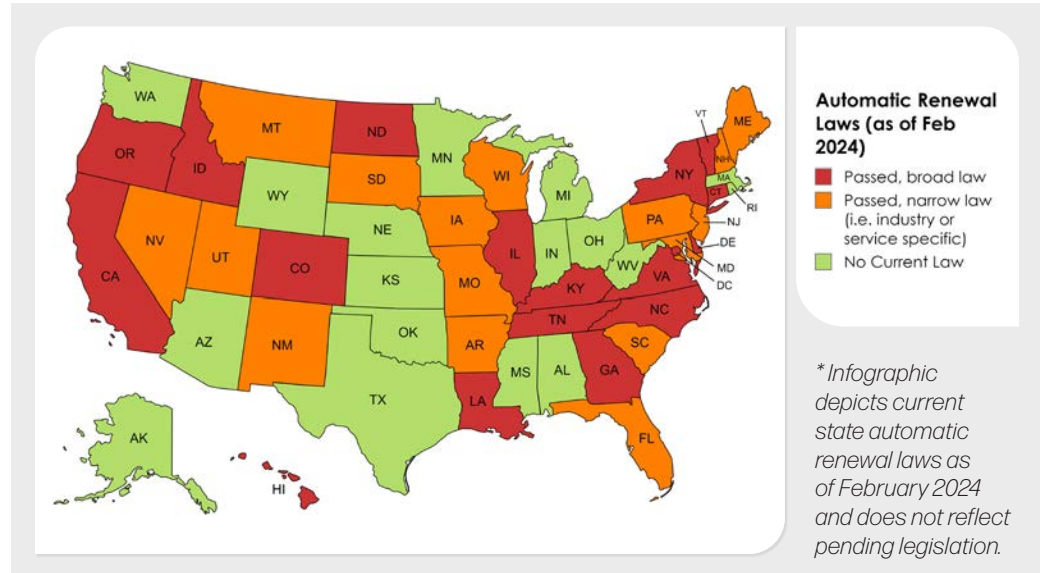 WA
OR
CA
ID
NV
MT
WY
UT
AZ
CO
NM
ND
SD
NE
KS
OK
TX
MN
IA
MO
AR
LA
WI
IL
MI
IN
OH
KY
TN
MS
AL
GA
FL
SC
NC
VA
WV
PA
NY
VT
NH
ME
MA
CT
RI
NJ
DE
MD
DC
AK
HI
Automatic Renewal
Laws (as of Feb
2024)
Passed, broad law
Passed, narrow law
(i.e. industry or
service specific)
No Current Law
* Infographic
depicts current
state automatic
renewal laws as
of February 2024
and does not reflect
pending legislation.